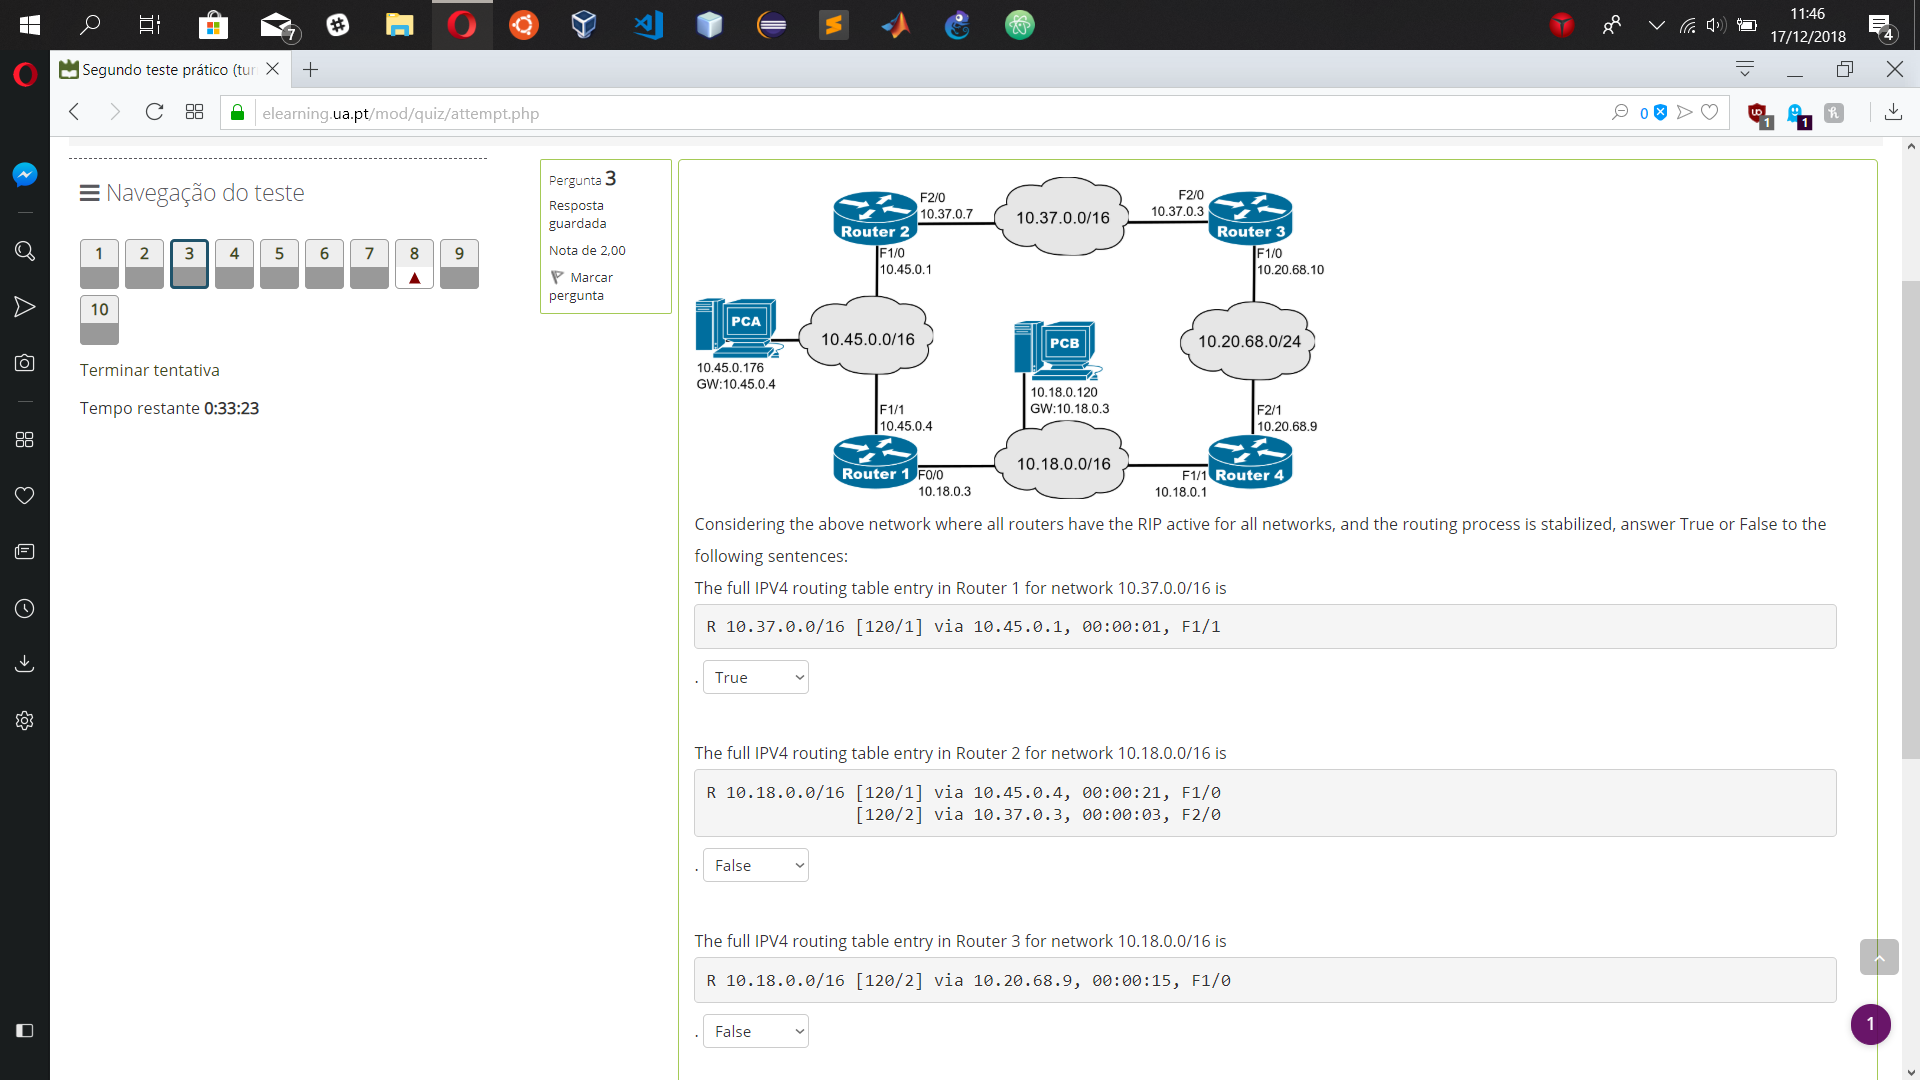 11:46
17/12/2018
7
4
Segundo teste prático (tur
elearning.ua.pt/mod/quiz/attempt.php
0
1
1
Navegação do teste
1 2 3 4 5 6 7 8 9
10
Terminar tentativa
Tempo restante 0:33:23
Pergunta 3
Resposta
guardada
Nota de 2,00
Marcar
pergunta
F2/0
10.37.0.7
Router 2
10.37.0.0/16
F2/0
10.37.0.3
Router 3
F1/0
10.45.0.1
F1/0
10.20.68.10
PCA
10.45.0.0/16
PCB
10.20.68.0/24
10.45.0.176
GW:10.45.0.4
10.18.0.120
GW:10.18.0.3
F1/1
10.45.0.4
F2/1
10.20.68.9
Router 1
F0/0
10.18.0.3
10.18.0.0/16
F1/1
10.18.0.1
Router 4
Considering the above network where all routers have the RIP active for all networks, and the routing process is stabilized, answer True or False to the
following sentences:
The full IPV4 routing table entry in Router 1 for network 10.37.0.0/16 is
R 10.37.0.0/16 [120/1] via 10.45.0.1, 00:00:01, F1/1
. True
The full IPV4 routing table entry in Router 2 for network 10.18.0.0/16 is
R 10.18.0.0/16 [120/1] via 10.45.0.4, 00:00:21, F1/0
[120/2] via 10.37.0.3, 00:00:03, F2/0
. False
The full IPV4 routing table entry in Router 3 for network 10.18.0.0/16 is
R 10.18.0.0/16 [120/2] via 10.20.68.9, 00:00:15, F1/0
. False
1